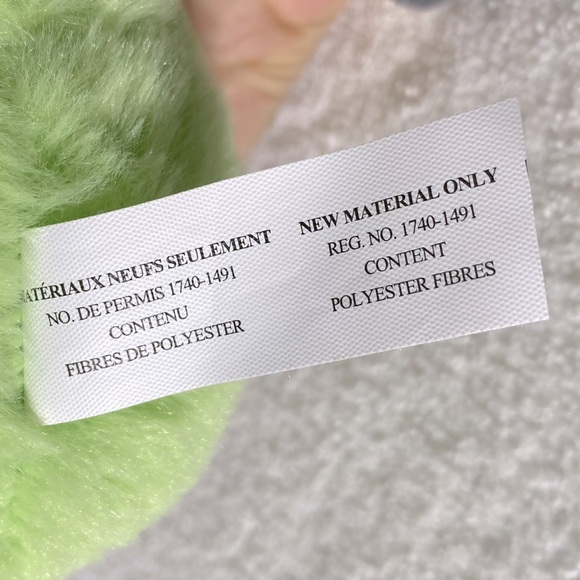 MATÉRIAUX NEUFS SEULEMENT
NO. DE PERMIS 1740-1491
CONTENU
FIBRES DE POLYESTER
NEW MATERIAL ONLY
REG. NO. 1740-1491
CONTENT
POLYESTER FIBRES